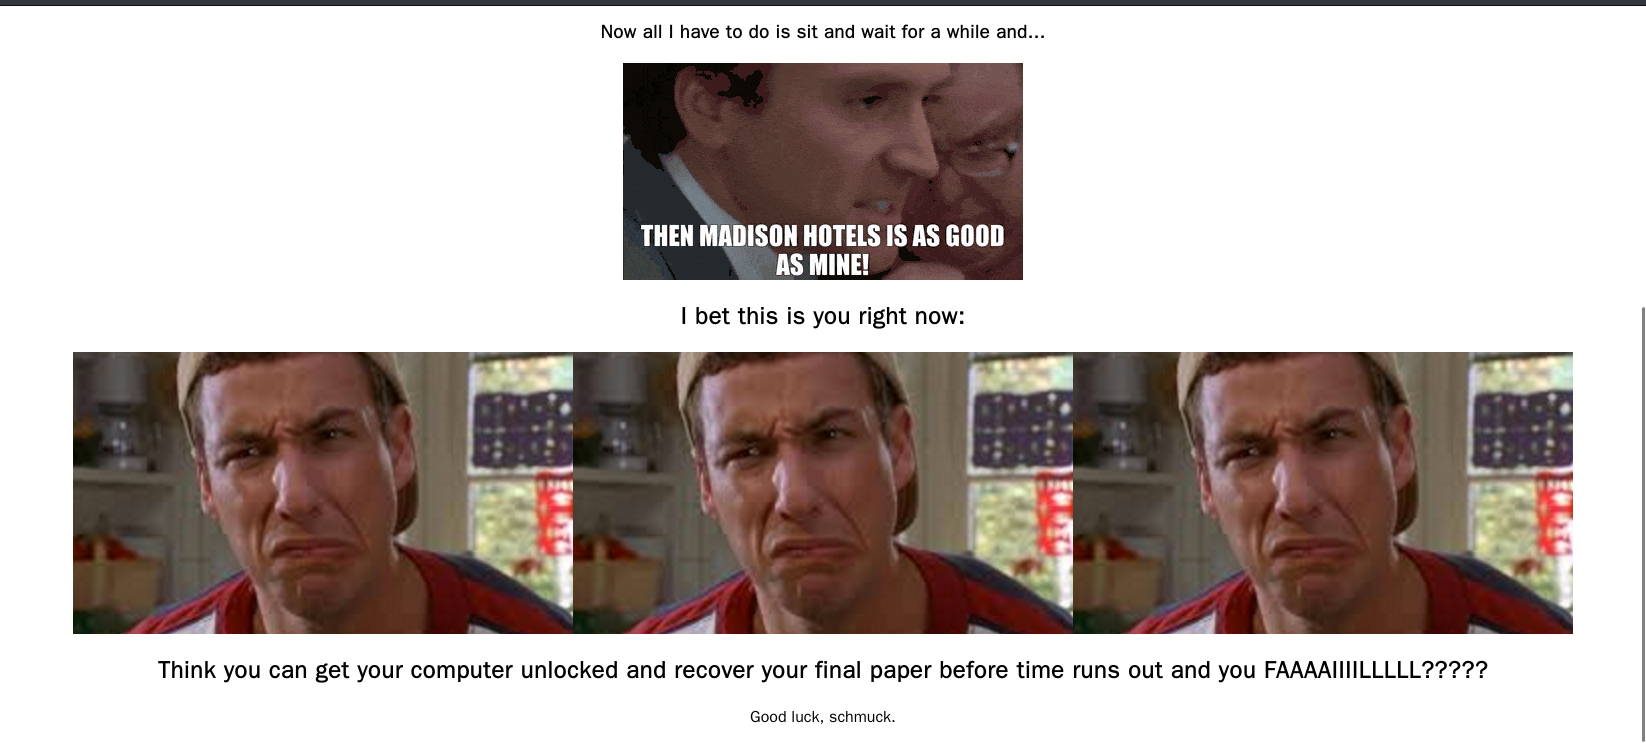 Now all I have to do is sit and wait for a while and...
THEN MADISON HOTELS IS AS GOOD
AS MINE!
I bet this is you right now:
Think you can get your computer unlocked and recover your final paper before time runs out and you FAAAAIIIILLLLL?????
Good luck, schmuck.